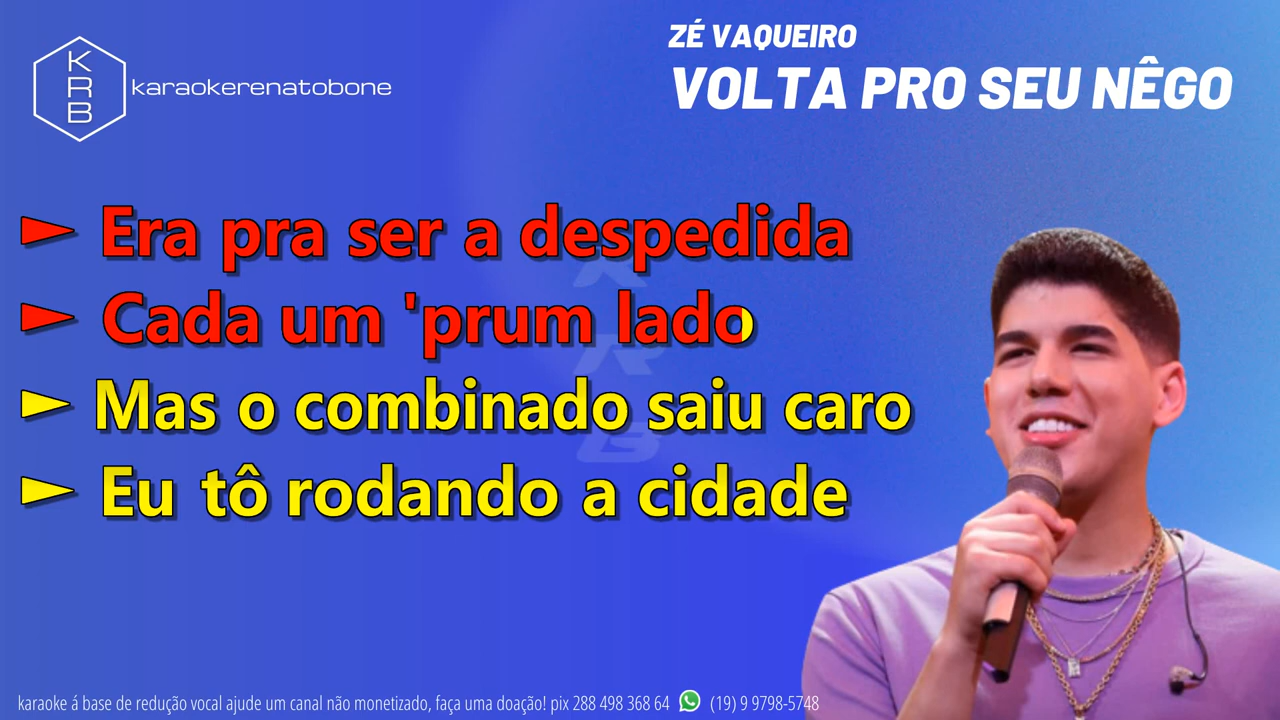 KRB
karaokerenatobone
ZÉ VAQUEIRO
VOLTA PRO SEU NÊGO
► Era pra ser a despedida
► Cada um 'prum lado
► Mas o combinado saiu caro
► Eu tô rodando a cidade
KRB
karaoke á base de redução vocal ajude um canal não monetizado, faça uma doação! pix 288 498 368 64 (19) 9 9798-5748